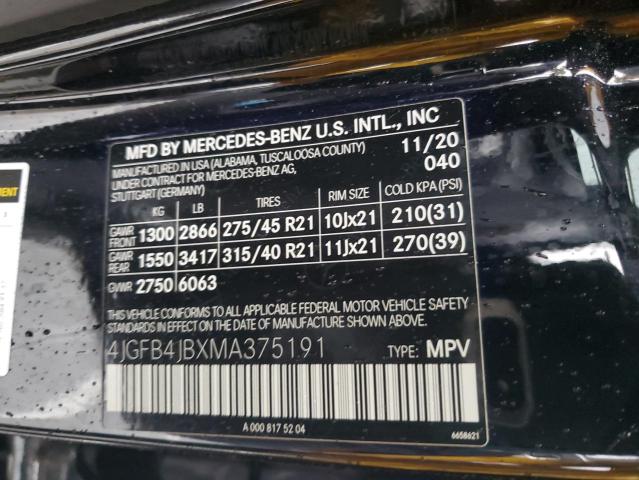 MFD BY MERCEDES-BENZ U.S. INTL., INC
MANUFACTURED IN USA (ALABAMA, TUSCALOOSA COUNTY) 11/20
UNDER CONTRACT FOR MERCEDES-BENZ AG, 040
STUTTGART (GERMANY)
KG LB TIRES RIM SIZE COLD KPA (PSI)
GAWR FRONT 1300 2866 275/45 R21 10Jx21 210(31)
GAWR REAR 1550 3417 315/40 R21 11Jx21 270(39)
GVWR 2750 6063
THIS VEHICLE CONFORMS TO ALL APPLICABLE FEDERAL MOTOR VEHICLE SAFETY
STANDARDS IN EFFECT ON THE DATE OF MANUFACTURE SHOWN ABOVE.
4JGFB4JBXMA375191 TYPE: MPV
A 000 817 52 04
6658621